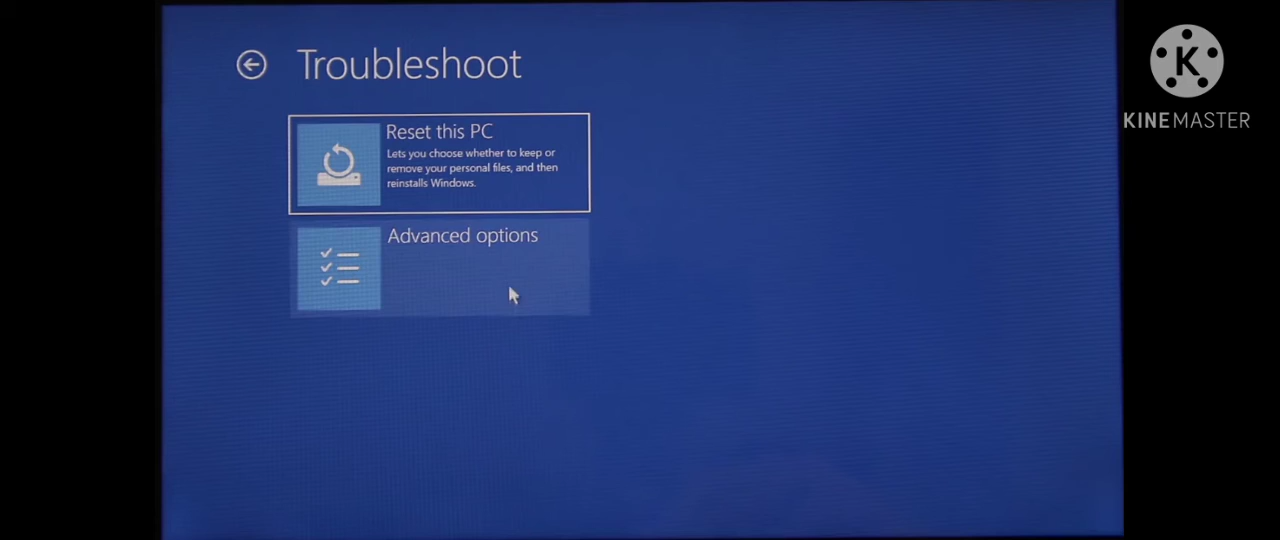 Troubleshoot
Reset this PC
Lets you choose whether to keep or
remove your personal files, and then
reinstalls Windows.
Advanced options
K
KINEMASTER